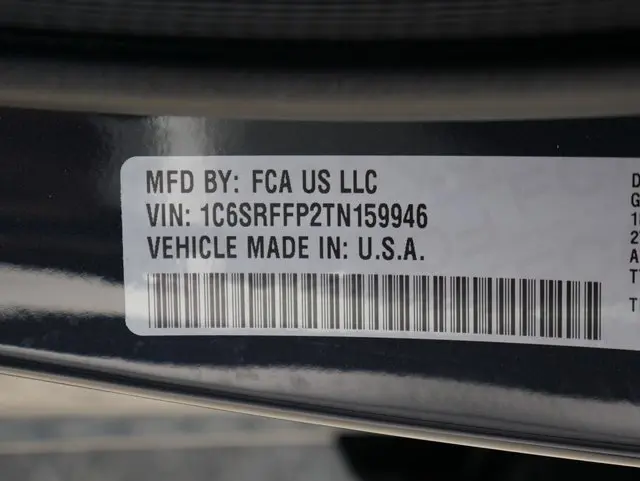 MFD BY: FCA US LLC
VIN: 1C6SRFFP2TN159946
VEHICLE MADE IN: U.S.A.